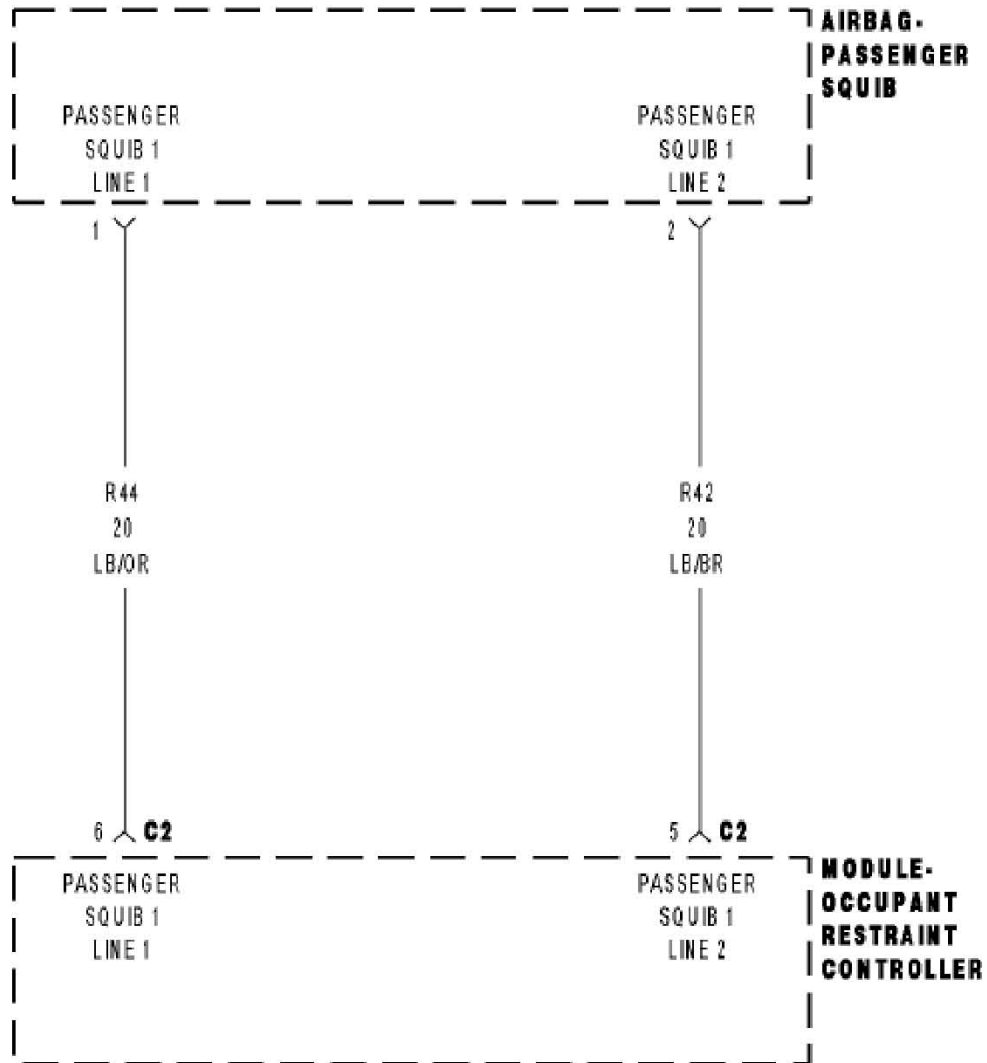 AIRBAG-
PASSENGER
SQUIB
PASSENGER
SQUIB 1
LINE 1
PASSENGER
SQUIB 1
LINE 2
1
2
R44
20
LB/OR
R42
20
LB/BR
6 C2
5 C2
PASSENGER
SQUIB 1
LINE 1
PASSENGER
SQUIB 1
LINE 2
MODULE-
OCCUPANT
RESTRAINT
CONTROLLER